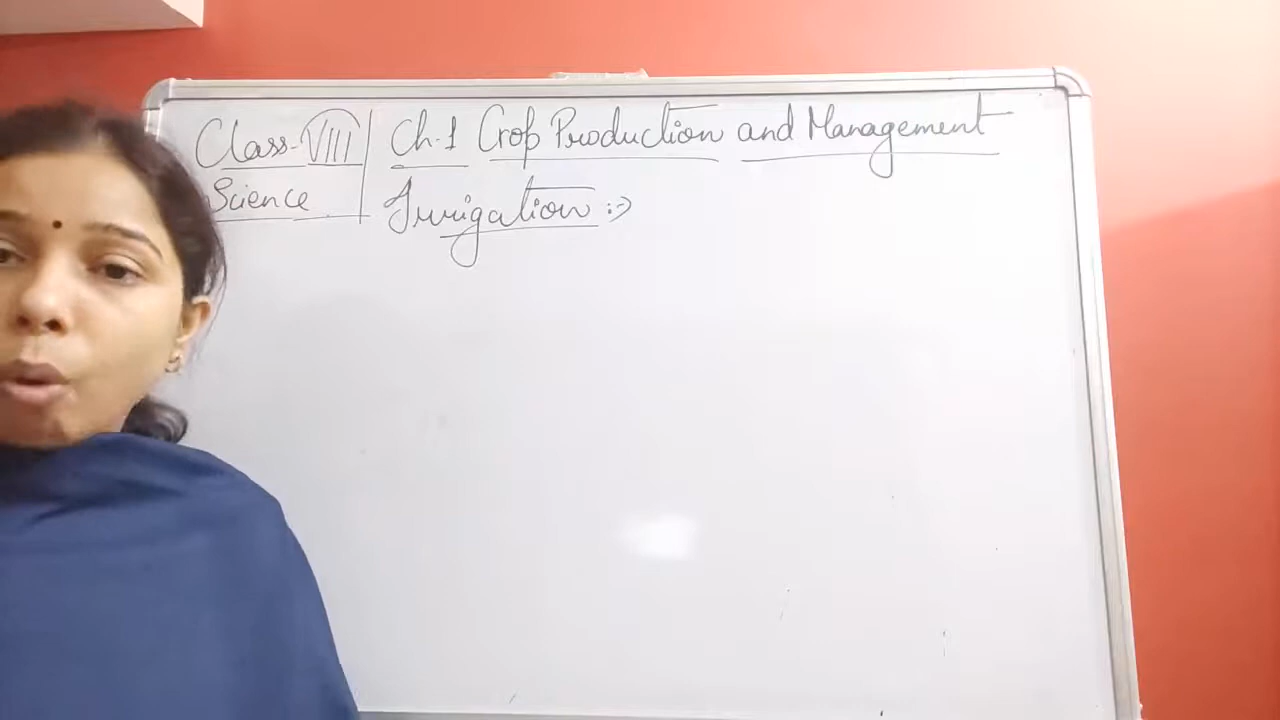 Class-VIII Ch.1 Crop Production and Management
Science Irrigation :->